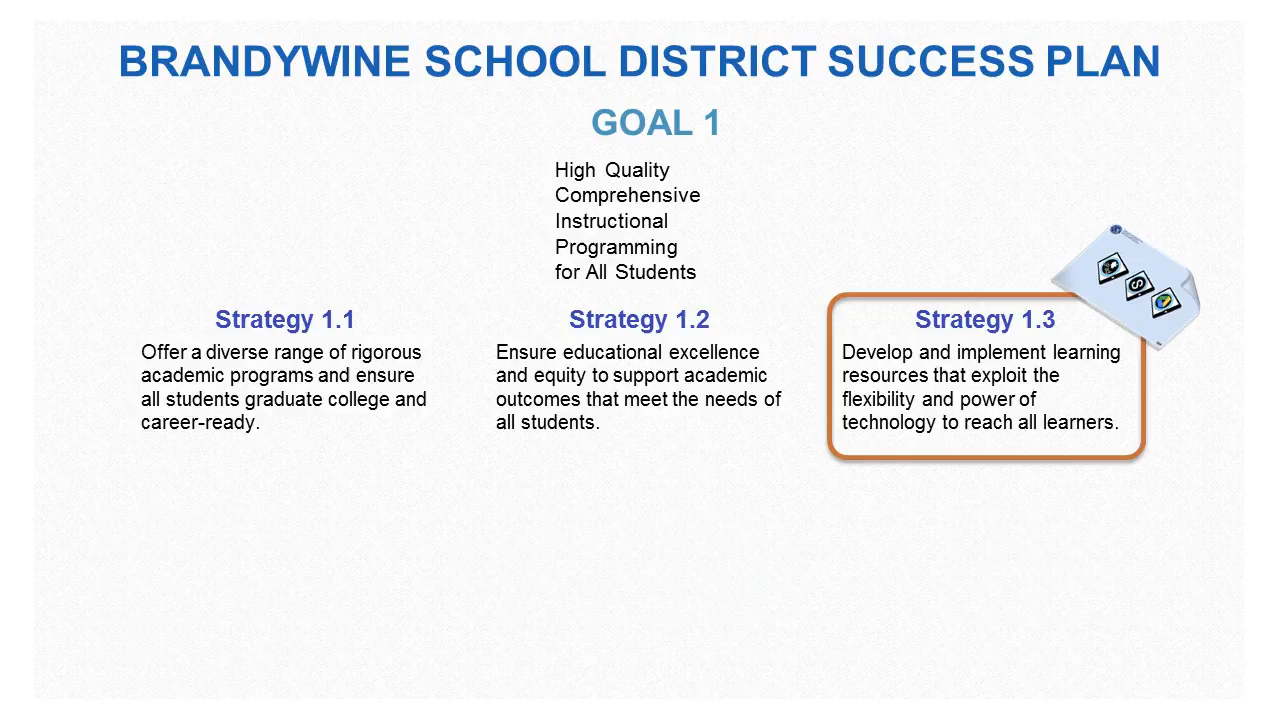 BRANDYWINE SCHOOL DISTRICT SUCCESS PLAN
GOAL 1
High Quality
Comprehensive
Instructional
Programming
for All Students
Strategy 1.1
Offer a diverse range of rigorous
academic programs and ensure
all students graduate college and
career-ready.
Strategy 1.2
Ensure educational excellence
and equity to support academic
outcomes that meet the needs of
all students.
Strategy 1.3
Develop and implement learning
resources that exploit the
flexibility and power of
technology to reach all learners.